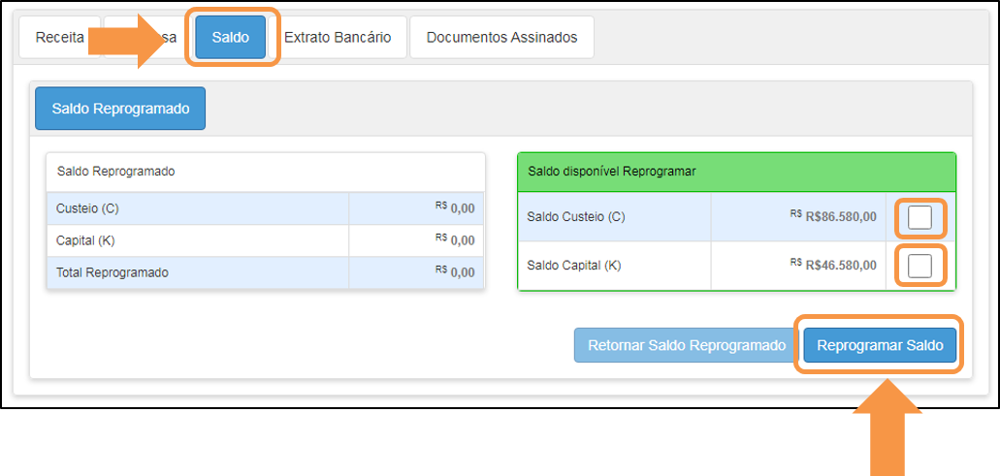 Receita
sa
Saldo
Extrato Bancário
Documentos Assinados
Saldo Reprogramado
Saldo Reprogramado
Custeio (C) R$ 0,00
Capital (K) R$ 0,00
Total Reprogramado R$ 0,00
Saldo disponível Reprogramar
Saldo Custeio (C) R$ R$86.580,00
Saldo Capital (K) R$ R$46.580,00
Retornar Saldo Reprogramado
Reprogramar Saldo